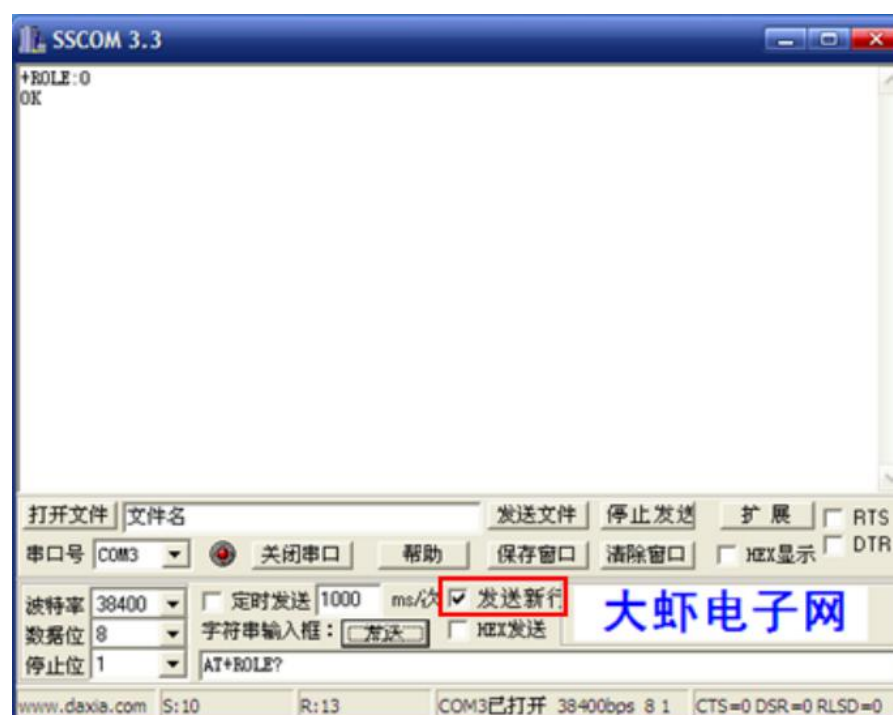 SSCOM 3.3
+ROLE:0
OK
打开文件 文件名 发送文件 停止发送 扩 展 RTS
串口号 COM3 关闭串口 帮助 保存窗口 清除窗口 HEX显示 DTR
波特率 38400 定时发送 1000 ms/次 发送新行 大虾电子网
数据位 8 字符串输入框: 发送 HEX发送
停止位 1 AT+ROLE?
www.daxia.com S:10 R:13 COM3已打开 38400bps 8 1 CTS=0 DSR=0 RLSD=0